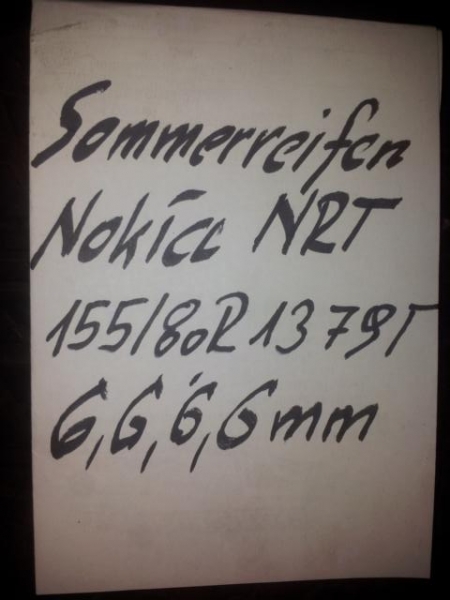 Sommerreifen
Nokia NRT
155/80R 13 79T
6,6,6,6mm